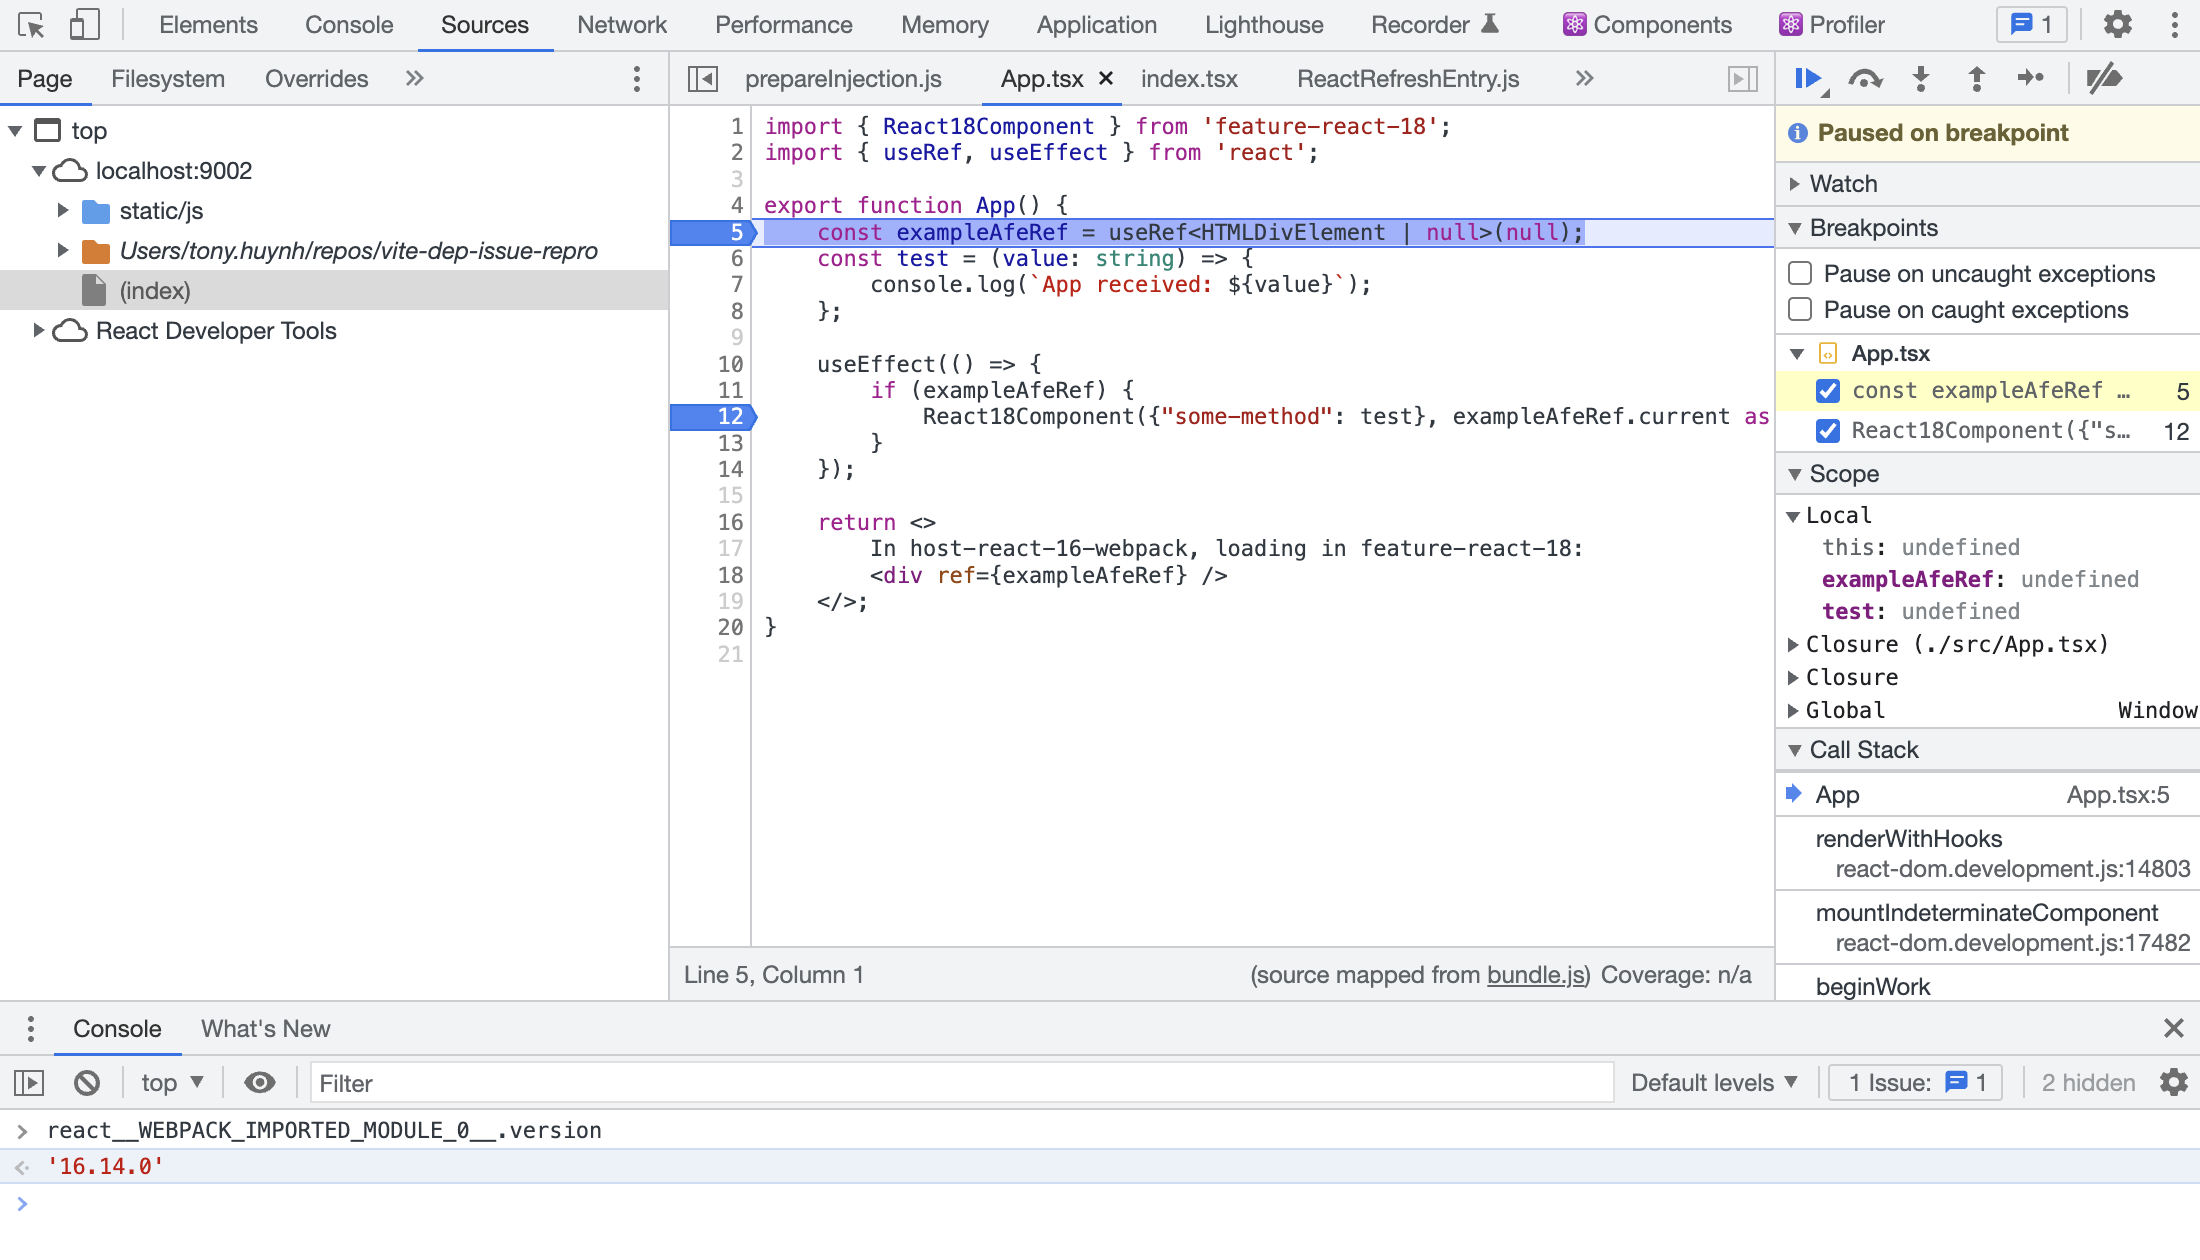 Elements Console Sources Network Performance Memory Application Lighthouse Recorder Components Profiler 1
Page Filesystem Overrides »
top
localhost:9002
static/js
Users/tony.huynh/repos/vite-dep-issue-repro
(index)
React Developer Tools
prepareInjection.js App.tsx × index.tsx ReactRefreshEntry.js »
1 import { React18Component } from 'feature-react-18';
2 import { useRef, useEffect } from 'react';
3
4 export function App() {
5     const exampleAfeRef = useRef<HTMLDivElement | null>(null);
6     const test = (value: string) => {
7         console.log(`App received: ${value}`);
8     };
9
10     useEffect(() => {
11         if (exampleAfeRef) {
12             React18Component({"some-method": test}, exampleAfeRef.current as
13         }
14     });
15
16     return <>
17         In host-react-16-webpack, loading in feature-react-18:
18         <div ref={exampleAfeRef} />
19     </>;
20 }
21
Line 5, Column 1 (source mapped from bundle.js) Coverage: n/a
Paused on breakpoint
Watch
Breakpoints
Pause on uncaught exceptions
Pause on caught exceptions
App.tsx
const exampleAfeRef … 5
React18Component({"s… 12
Scope
Local
this: undefined
exampleAfeRef: undefined
test: undefined
Closure (./src/App.tsx)
Closure
Global Window
Call Stack
App App.tsx:5
renderWithHooks
react-dom.development.js:14803
mountIndeterminateComponent
react-dom.development.js:17482
beginWork
Console What's New
top Filter Default levels 1 Issue: 1 2 hidden
react__WEBPACK_IMPORTED_MODULE_0__.version
'16.14.0'